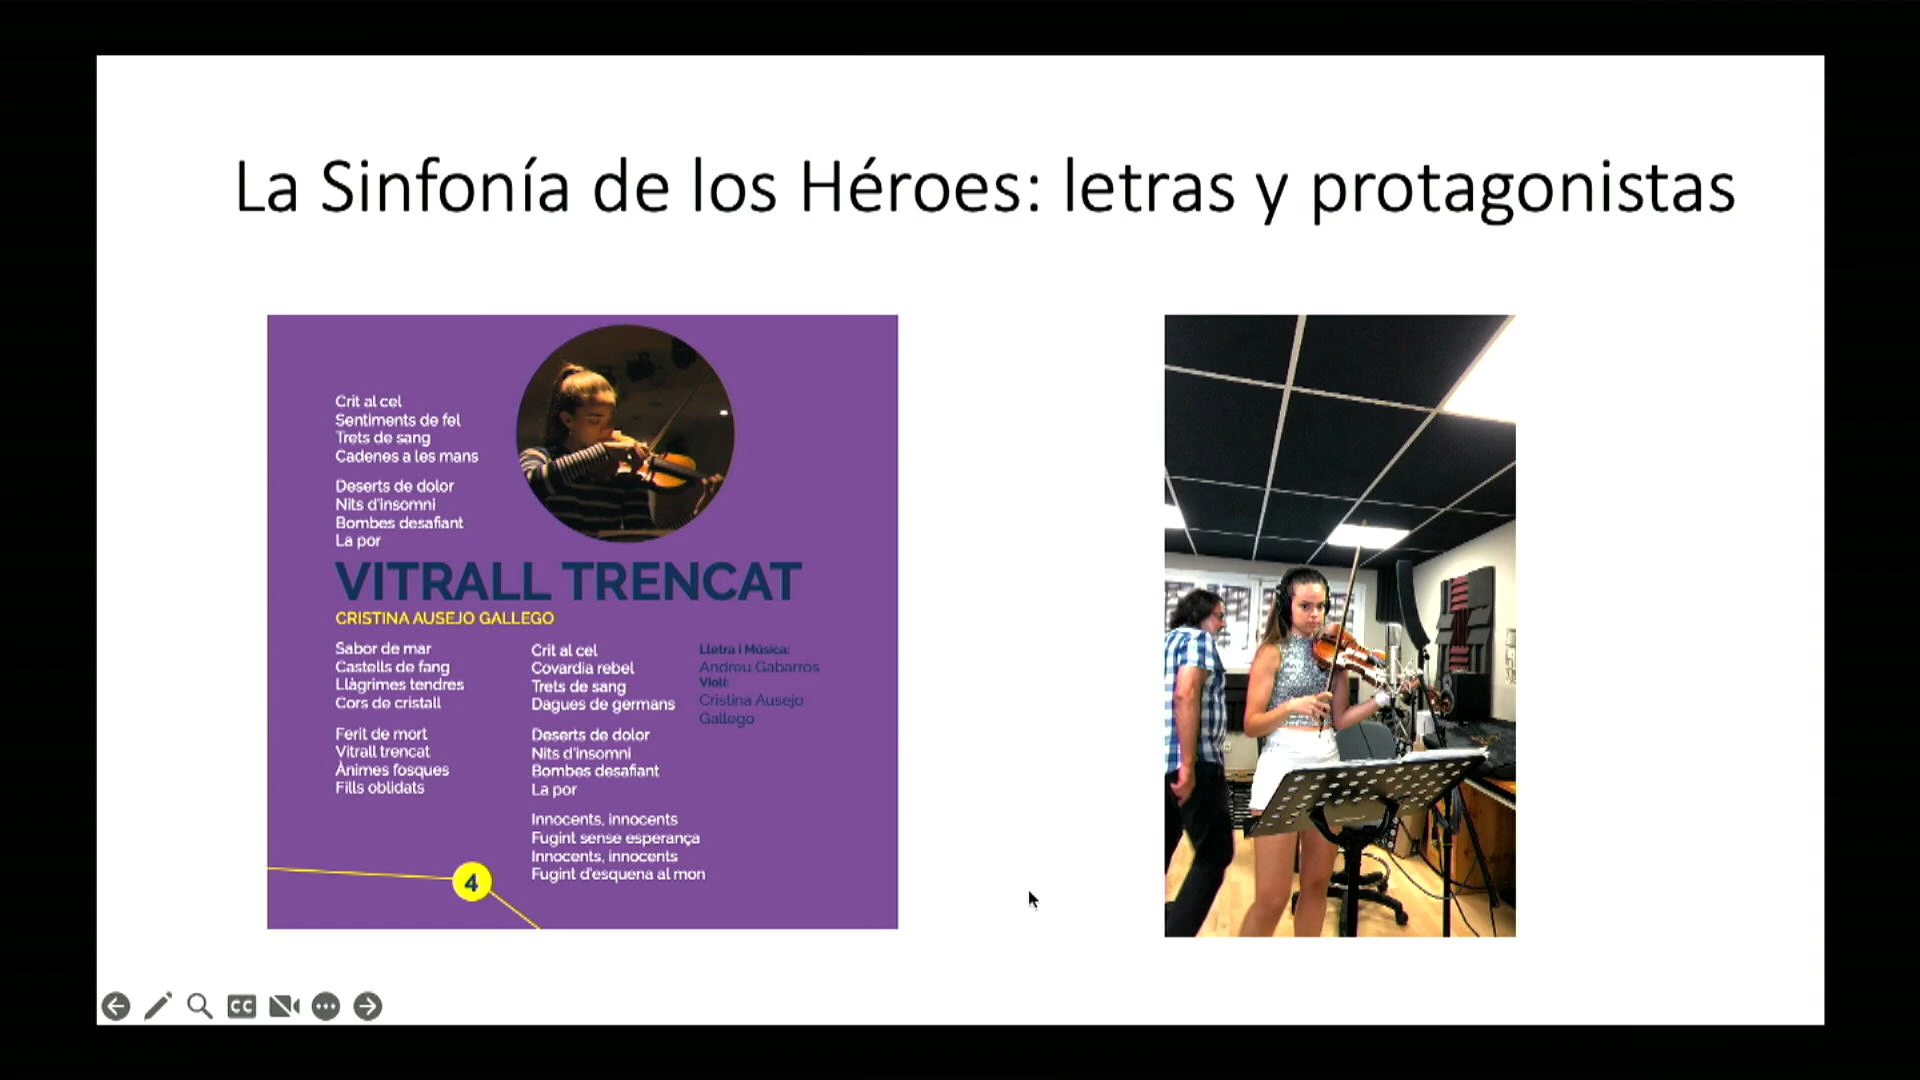 La Sinfonía de los Héroes: letras y protagonistas
Crit al cel
Sentiments de fel
Trets de sang
Cadenes a les mans
Deserts de dolor
Nits d'insomni
Bombes desafiant
La por
VITRALL TRENCAT
CRISTINA AUSEJO GALLEGO
Sabor de mar
Castells de fang
Llàgrimes tendres
Cors de cristall
Ferit de mort
Vitrall trencat
Ànimes fosques
Fills oblidats
Crit al cel
Covardia rebel
Trets de sang
Dagues de germans
Deserts de dolor
Nits d'insomni
Bombes desafiant
La por
Innocents, innocents
Fugint sense esperança
Innocents, innocents
Fugint d'esquena al mon
Lletra i Música:
Andreu Gabarrós
Violí:
Cristina Ausejo
Gallego
4
CC